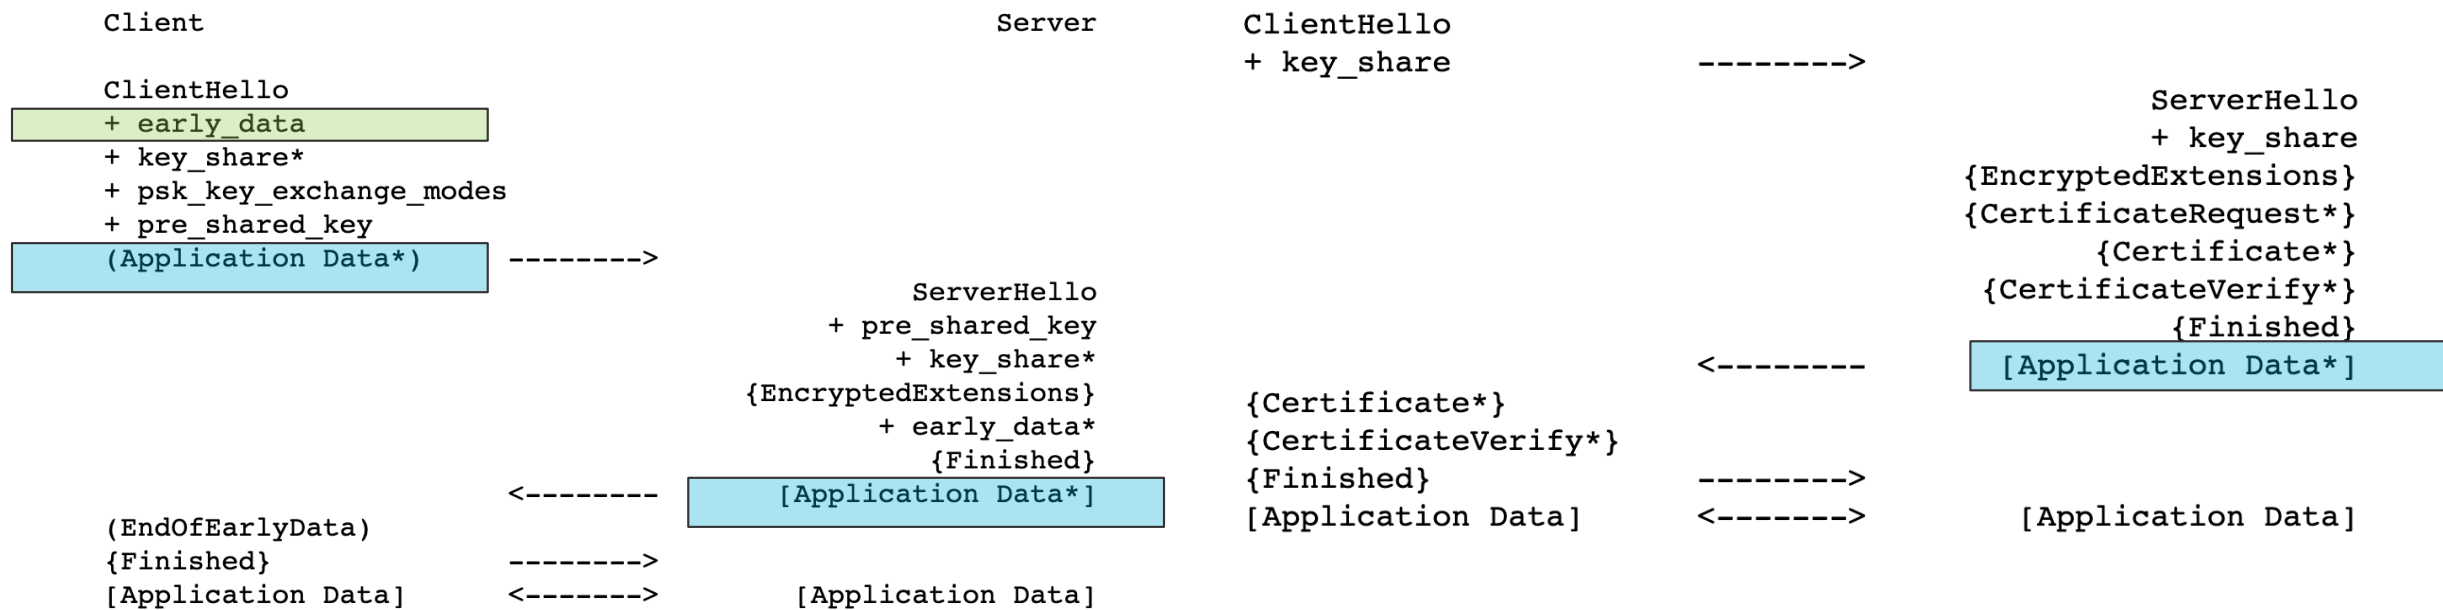 Client Server
ClientHello
+ early_data
+ key_share*
+ psk_key_exchange_modes
+ pre_shared_key
(Application Data*) -------->
ServerHello
+ pre_shared_key
+ key_share*
{EncryptedExtensions}
+ early_data*
{Finished}
<-------- [Application Data*]
(EndOfEarlyData)
{Finished} -------->
[Application Data] <-------> [Application Data]
ClientHello
+ key_share -------->
ServerHello
+ key_share
{EncryptedExtensions}
{CertificateRequest*}
{Certificate*}
{CertificateVerify*}
{Finished}
<-------- [Application Data*]
{Certificate*}
{CertificateVerify*}
{Finished} -------->
[Application Data] <-------> [Application Data]